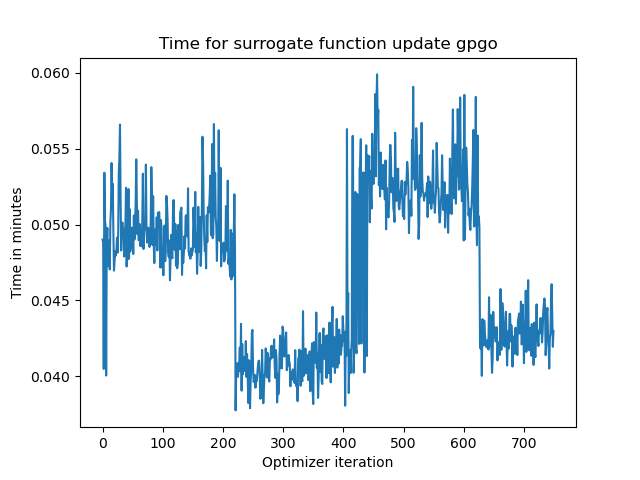 Time for surrogate function update gpgo
0.060
0.055
0.050
0.045
0.040
Time in minutes
0 100 200 300 400 500 600 700
Optimizer iteration